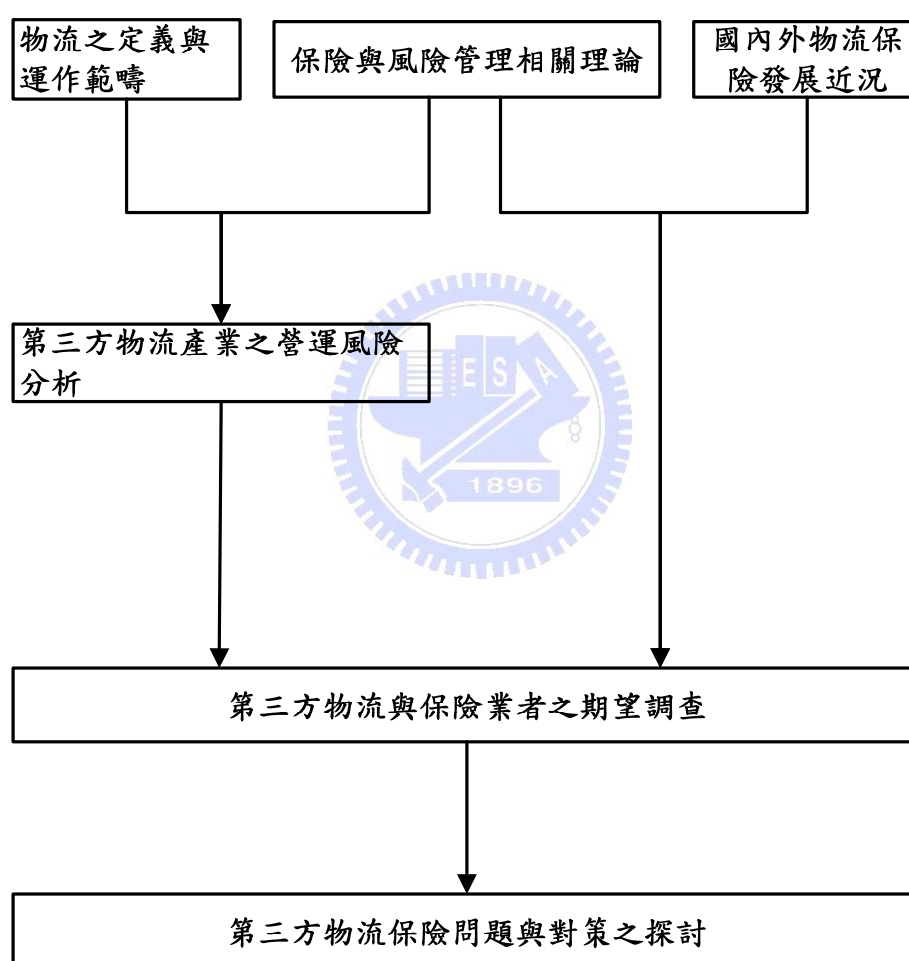 物流之定義與
運作範疇
保險與風險管理相關理論
國內外物流保
險發展近況
第三方物流產業之營運風險
分析
E S A
1896
第三方物流與保險業者之期望調查
第三方物流保險問題與對策之探討